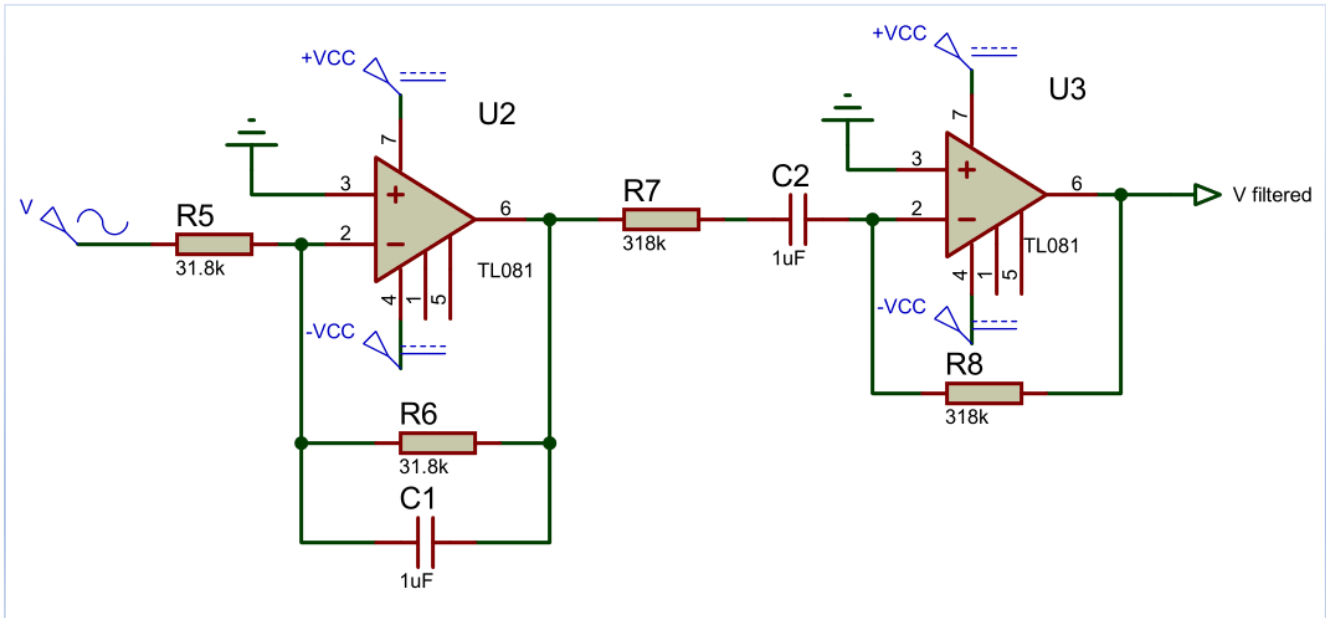 +VCC
U2
7
3
V
R5
31.8k
2
6
TL081
4
1
5
-VCC
R6
31.8k
C1
1uF
R7
318k
C2
1uF
+VCC
U3
7
3
2
6
V filtered
TL081
4
1
5
-VCC
R8
318k